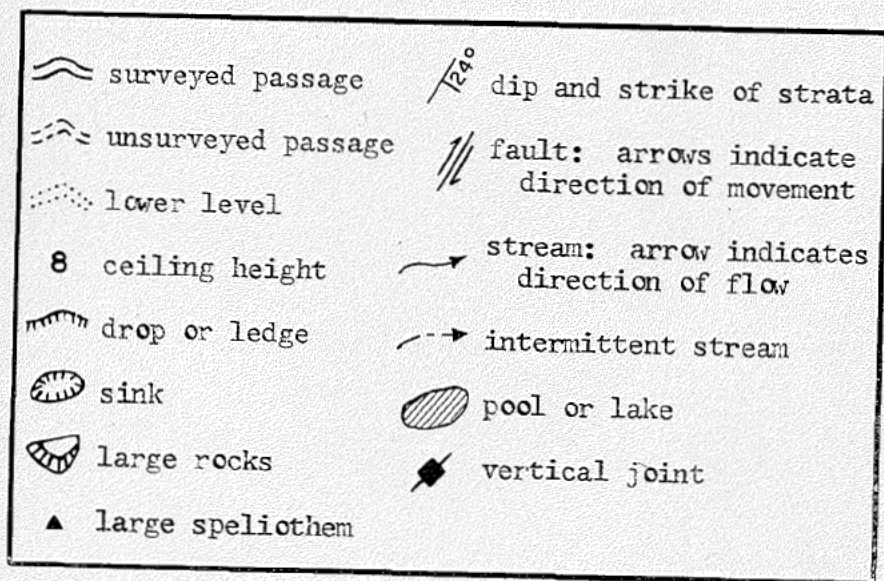 surveyed passage
unsurveyed passage
lower level
8 ceiling height
drop or ledge
sink
large rocks
large speliothem
24° dip and strike of strata
fault: arrows indicate
direction of movement
stream: arrow indicates
direction of flow
intermittent stream
pool or lake
vertical joint